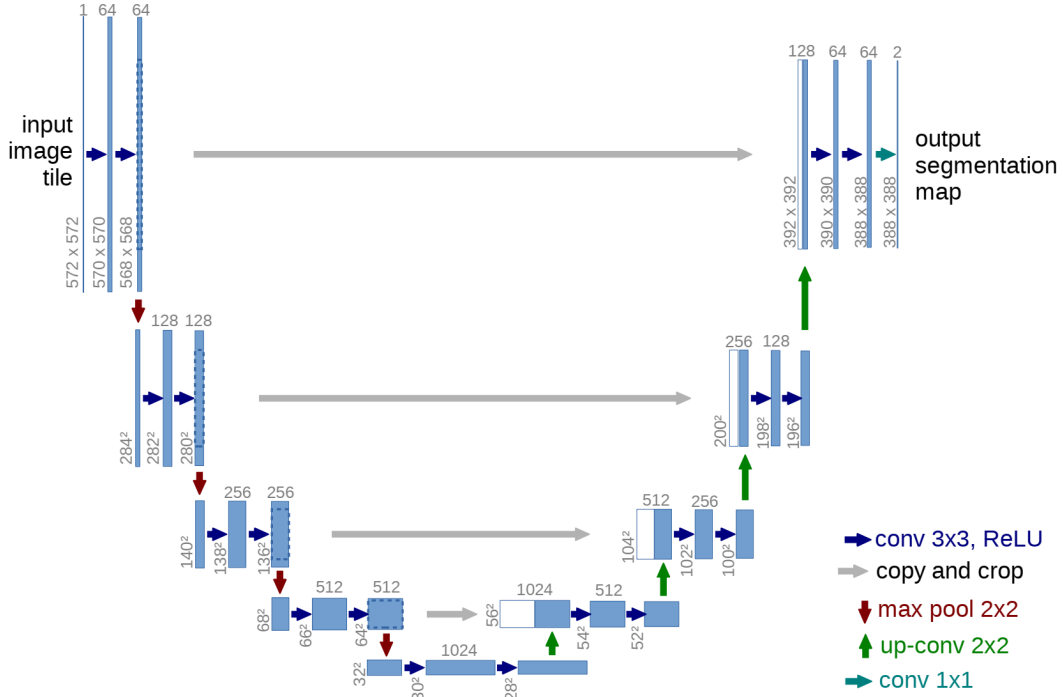 1 64 64
128 64 64 2
input
image
tile
output
segmentation
map
572 x 572
570 x 570
568 x 568
392 x 392
390 x 390
388 x 388
388 x 388
128 128
256 128
284²
282²
280²
200²
198²
196²
256 256
512 256
140²
138²
136²
104²
102²
100²
512 512
1024 512
68²
66²
64²
56²
54²
52²
1024
32²
30²
28²
conv 3x3, ReLU
copy and crop
max pool 2x2
up-conv 2x2
conv 1x1